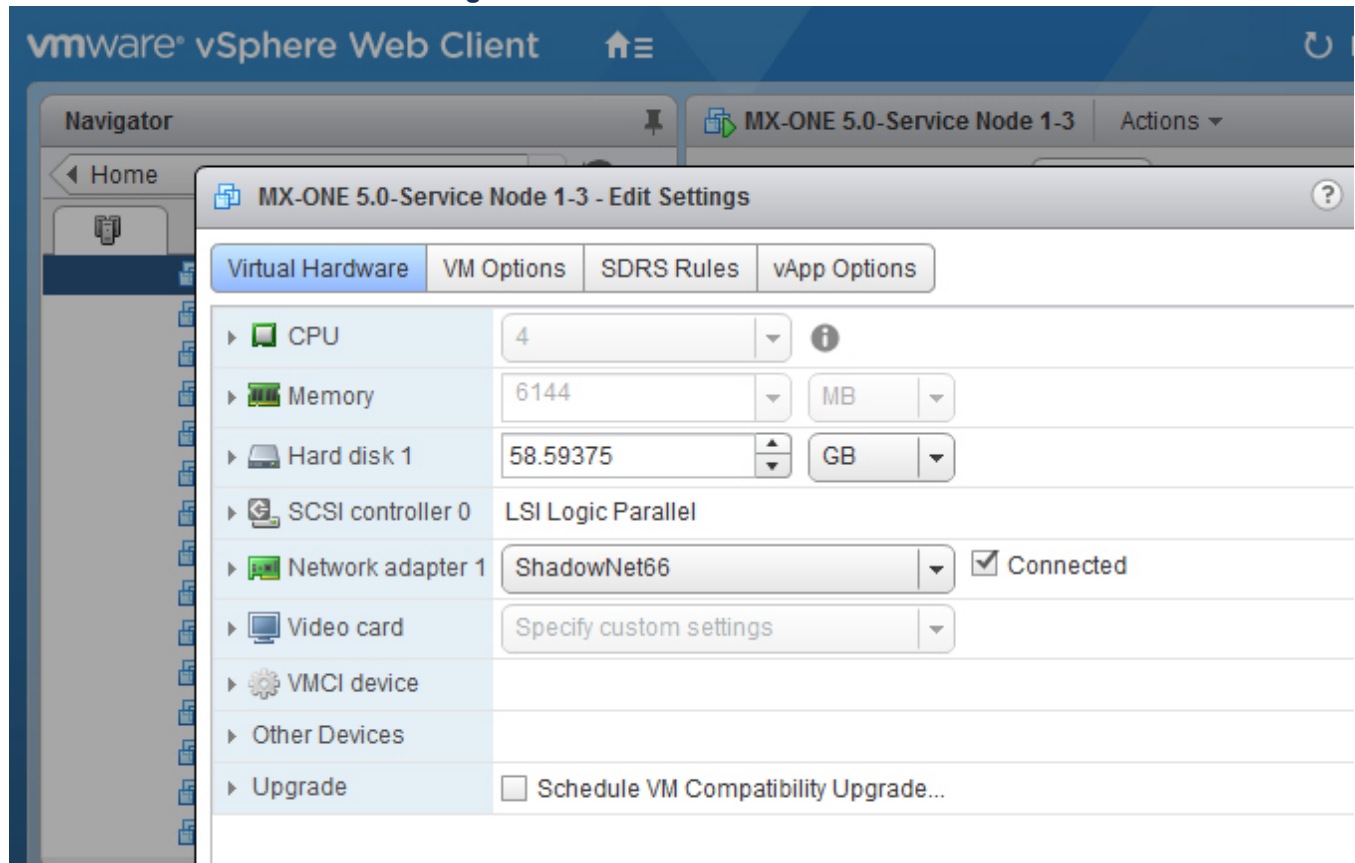 vmware® vSphere Web Client
Navigator
MX-ONE 5.0-Service Node 1-3 Actions
Home
MX-ONE 5.0-Service Node 1-3 - Edit Settings ?
Virtual Hardware VM Options SDRS Rules vApp Options
CPU 4
Memory 6144 MB
Hard disk 1 58.59375 GB
SCSI controller 0 LSI Logic Parallel
Network adapter 1 ShadowNet66 Connected
Video card Specify custom settings
VMCI device
Other Devices
Upgrade Schedule VM Compatibility Upgrade...